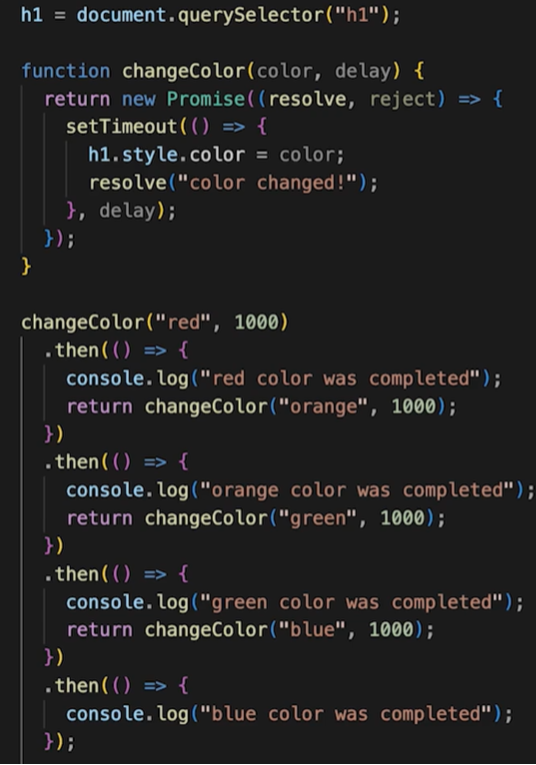 h1 = document.querySelector("h1");

function changeColor(color, delay) {
  return new Promise((resolve, reject) => {
    setTimeout(() => {
      h1.style.color = color;
      resolve("color changed!");
    }, delay);
  });
}

changeColor("red", 1000)
  .then(() => {
    console.log("red color was completed");
    return changeColor("orange", 1000);
  })
  .then(() => {
    console.log("orange color was completed");
    return changeColor("green", 1000);
  })
  .then(() => {
    console.log("green color was completed");
    return changeColor("blue", 1000);
  })
  .then(() => {
    console.log("blue color was completed");
  });